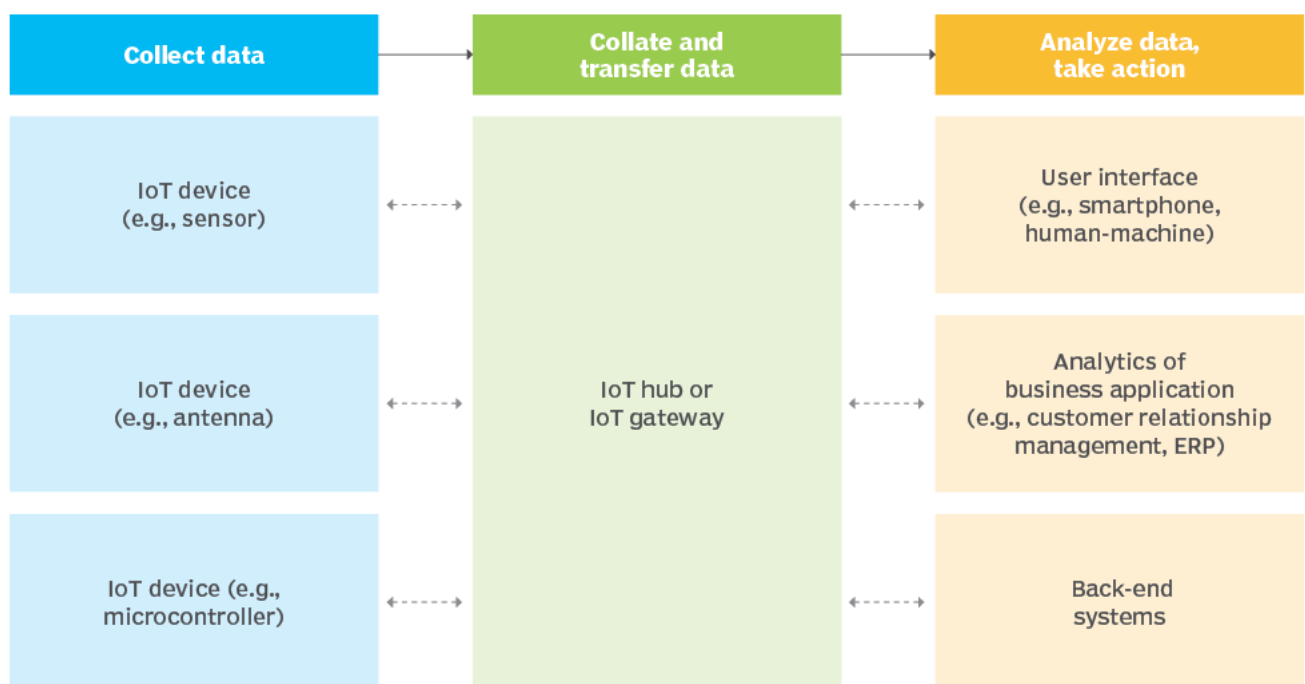 Collect data
Collate and
transfer data
Analyze data,
take action
IoT device
(e.g., sensor)
User interface
(e.g., smartphone,
human-machine)
IoT device
(e.g., antenna)
IoT hub or
IoT gateway
Analytics of
business application
(e.g., customer relationship
management, ERP)
IoT device (e.g.,
microcontroller)
Back-end
systems